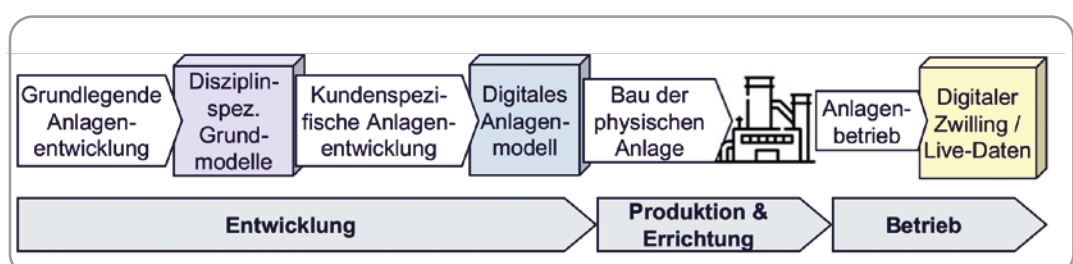 Grundlegende
Anlagen-
entwicklung
Disziplin-
spez.
Grund-
modelle
Kundenspezi-
fische Anlagen-
entwicklung
Digitales
Anlagen-
modell
Bau der
physischen
Anlage
Anlagen-
betrieb
Digitaler
Zwilling /
Live-Daten
Entwicklung
Produktion &
Errichtung
Betrieb